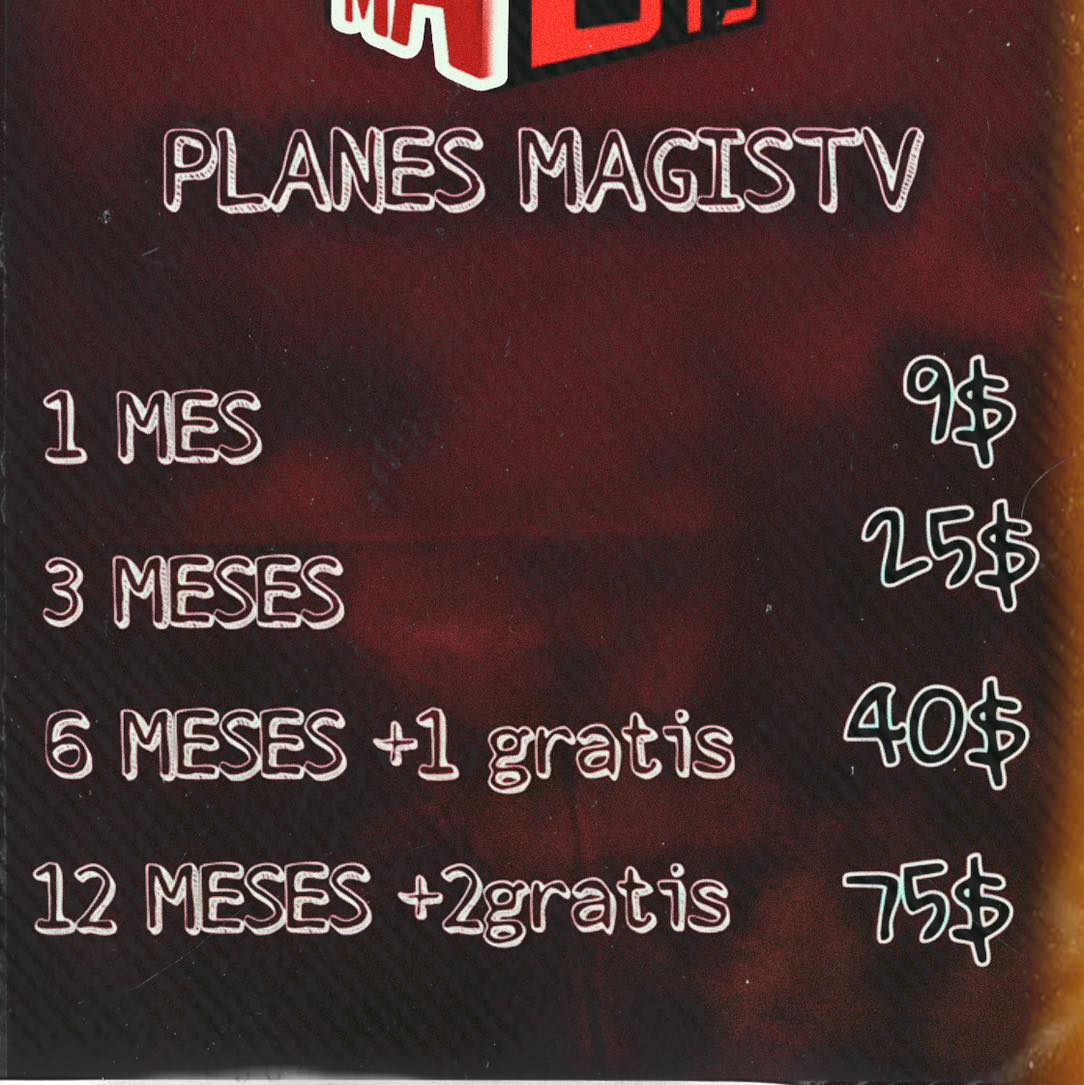 PLANES MAGISTV
1 MES 9$
3 MESES 25$
6 MESES +1 gratis 40$
12 MESES +2gratis 75$